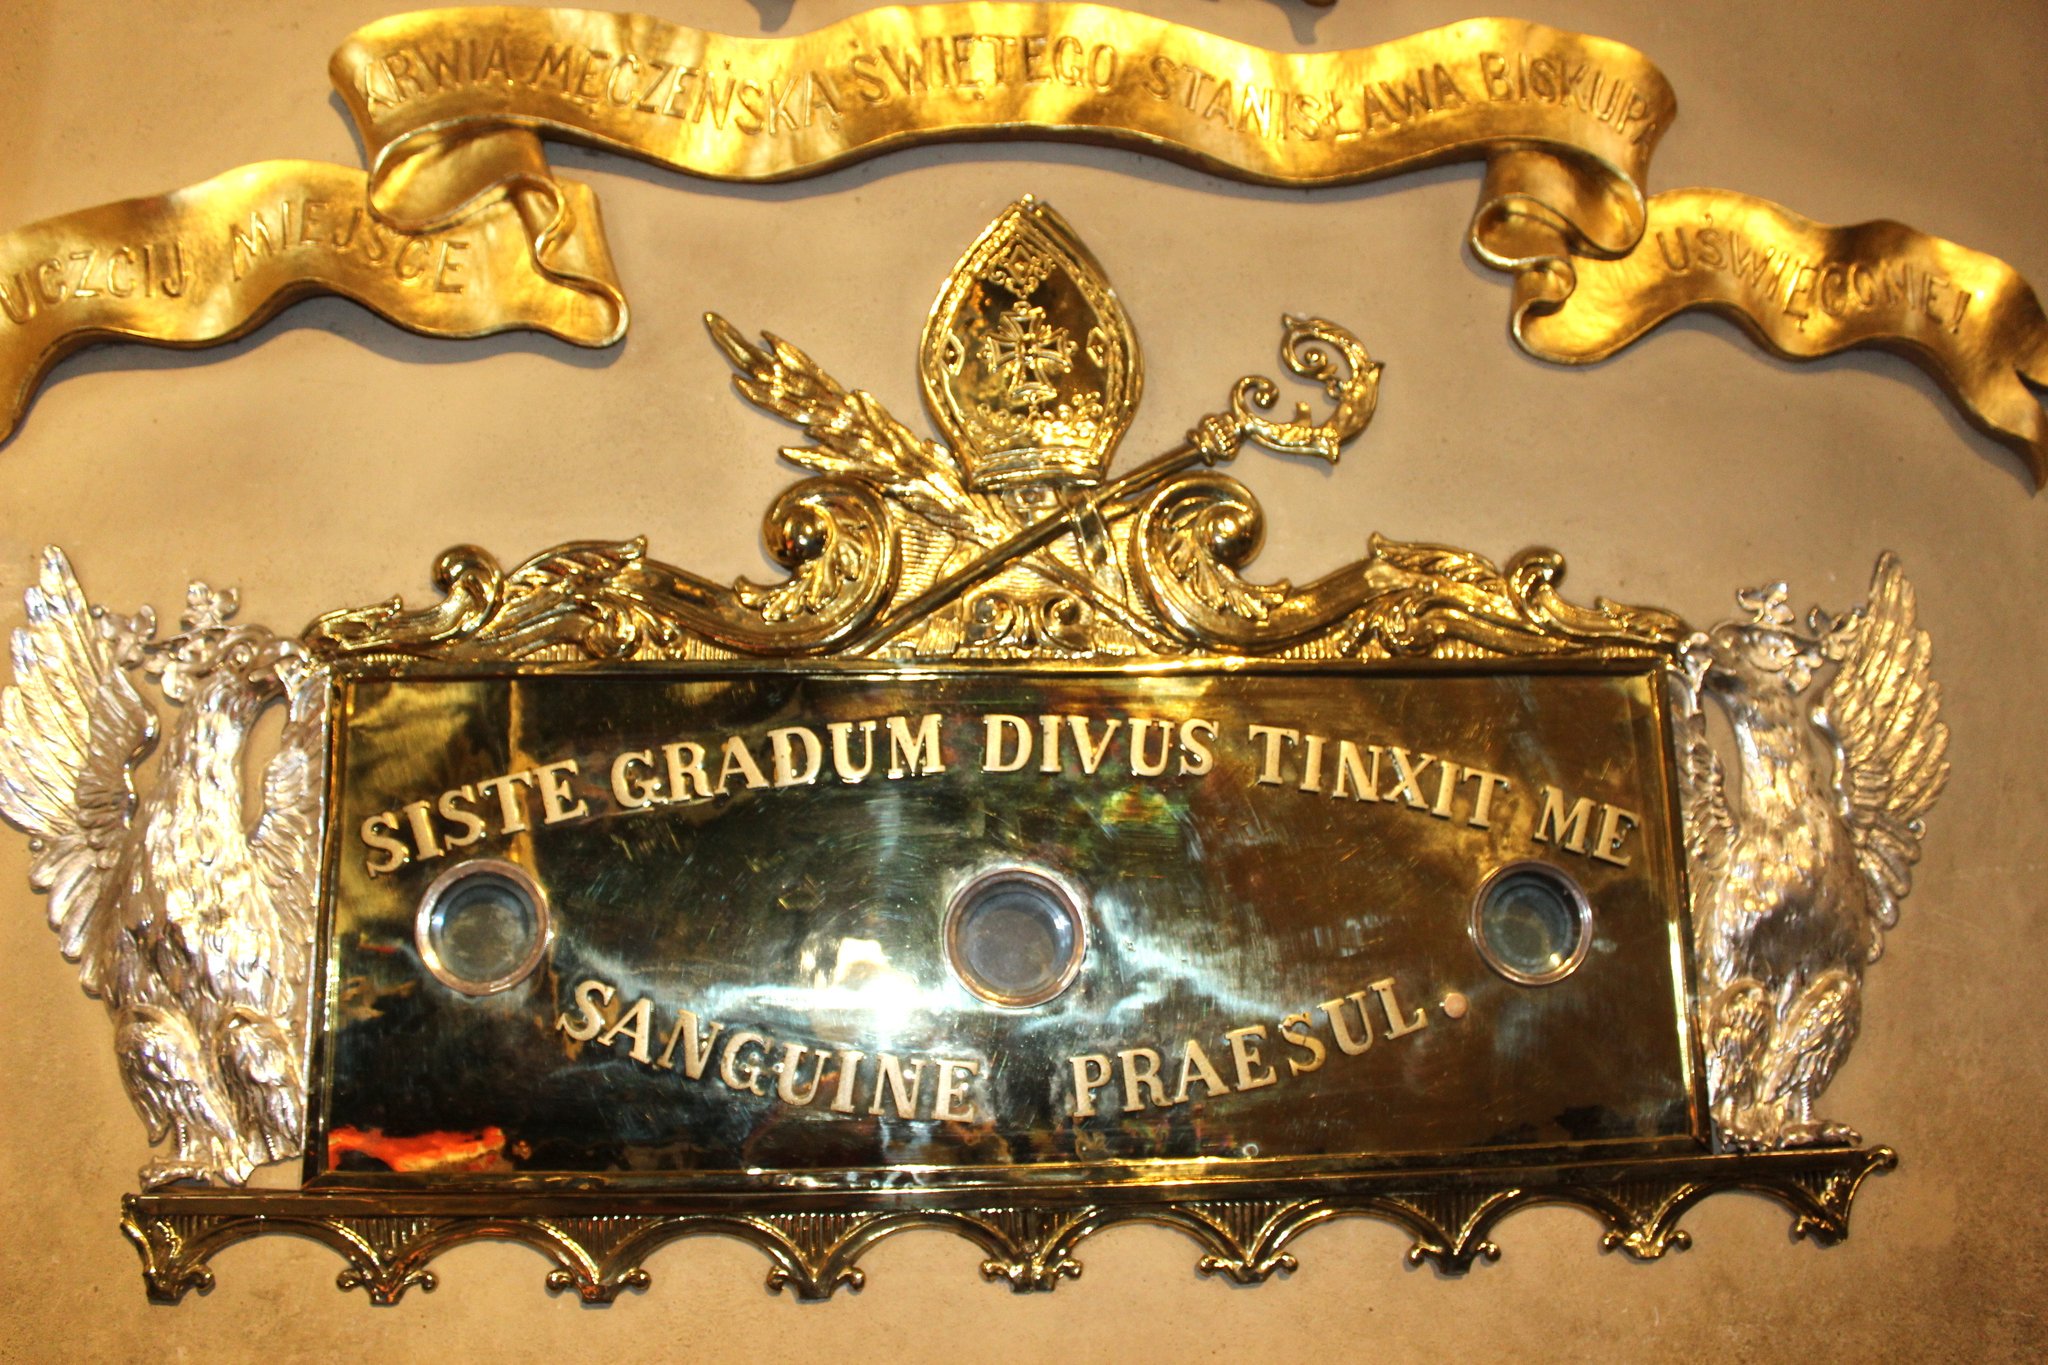 UCZCIJ MIEJSCE
KRWIĄ MĘCZEŃSKĄ ŚWIĘTEGO STANISŁAWA BISKUPA
UŚWIĘCONE!
SISTE GRADUM DIVUS TINXIT ME
SANGUINE PRAESUL.